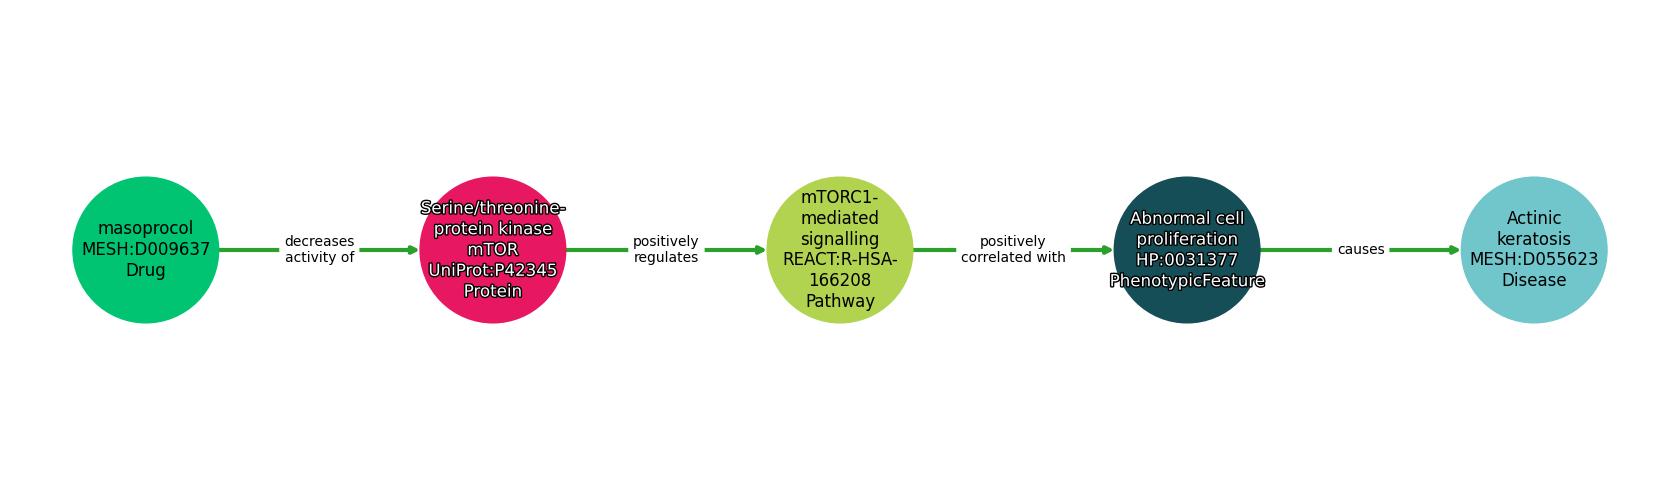 masoprocol
MESH:D009637
Drug
decreases
activity of
Serine/threonine-
protein kinase
mTOR
UniProt:P42345
Protein
positively
regulates
mTORC1-
mediated
signalling
REACT:R-HSA-
166208
Pathway
positively
correlated with
Abnormal cell
proliferation
HP:0031377
PhenotypicFeature
causes
Actinic
keratosis
MESH:D055623
Disease